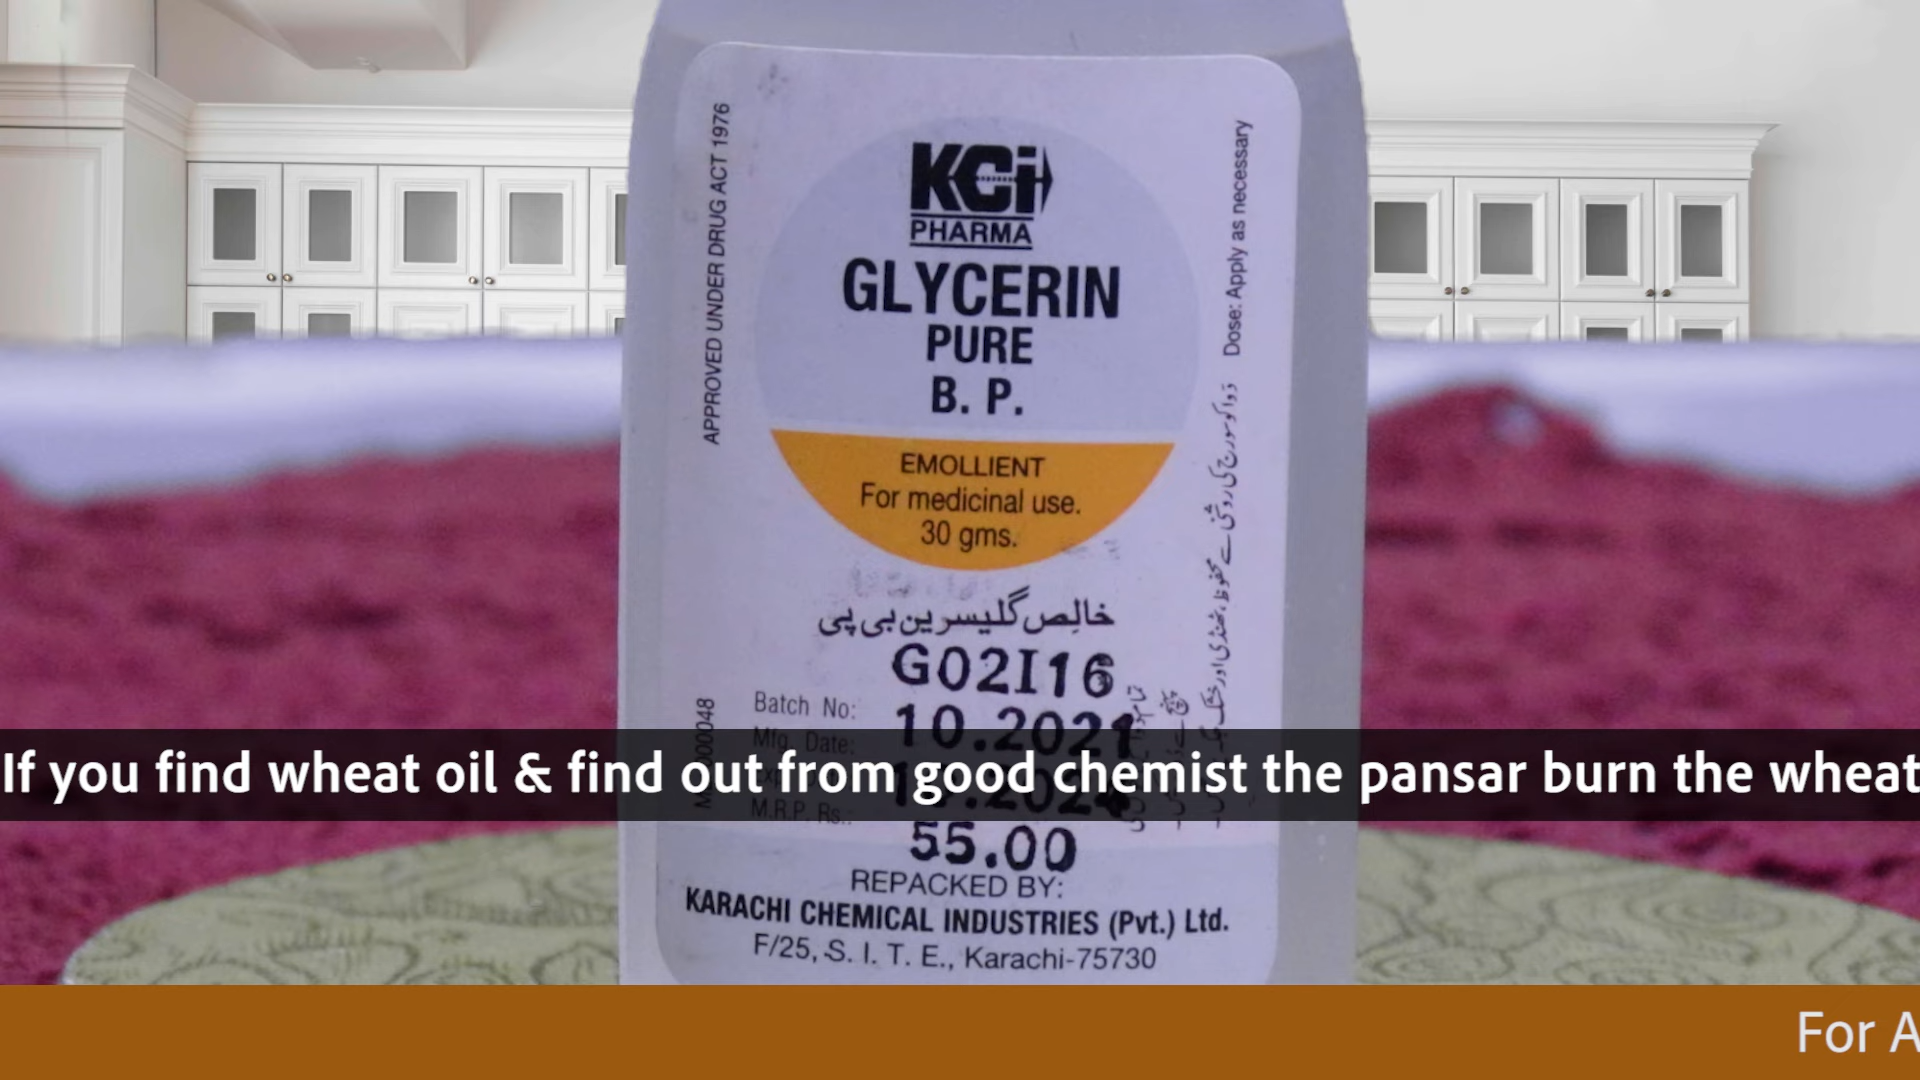 KCi
PHARMA
GLYCERIN
PURE
B. P.
EMOLLIENT
For medicinal use.
30 gms.
خالِص گلیسرین بی پی
G02I16
Batch No:
10.2021
Mfg. Date:
If you find wheat oil & find out from good chemist the pansar burn the wheat
M.R.P. Rs.:
55.00
REPACKED BY:
KARACHI CHEMICAL INDUSTRIES (Pvt.) Ltd.
F/25, S. I. T. E., Karachi-75730
APPROVED UNDER DRUG ACT 1976
Dose: Apply as necessary
For A